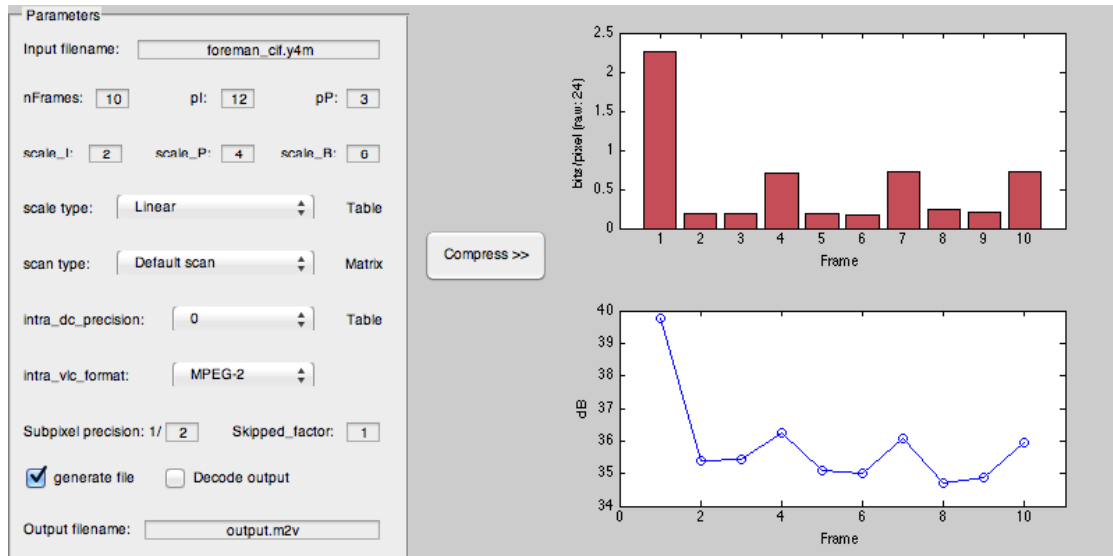 Parameters
Input filename: foreman_cif.y4m
nFrames: 10 pI: 12 pP: 3
scale_I: 2 scale_P: 4 scale_B: 6
scale type: Linear Table
scan type: Default scan Matrix
intra_dc_precision: 0 Table
intra_vlc_format: MPEG-2
Subpixel precision: 1/ 2 Skipped_factor: 1
generate file Decode output
Output filename: output.m2v
Compress >>
bits/pixel (raw: 24)
2.5
2
1.5
1
0.5
0
1 2 3 4 5 6 7 8 9 10
Frame
dB
40
39
38
37
36
35
34
0 2 4 6 8 10
Frame